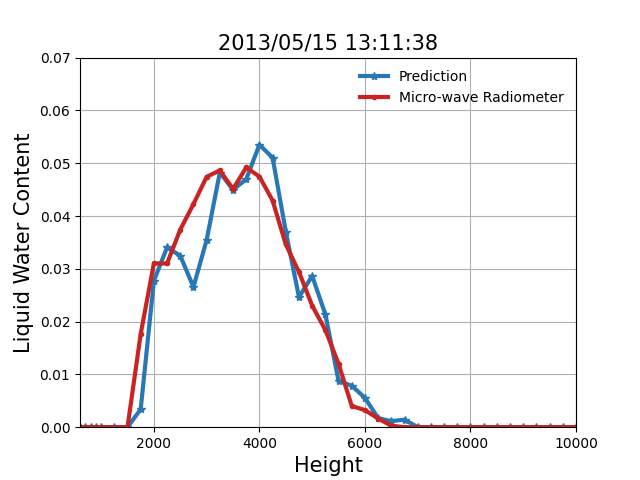 2013/05/15 13:11:38
Prediction
Micro-wave Radiometer
Liquid Water Content
0.07
0.06
0.05
0.04
0.03
0.02
0.01
0.00
2000 4000 6000 8000 10000
Height